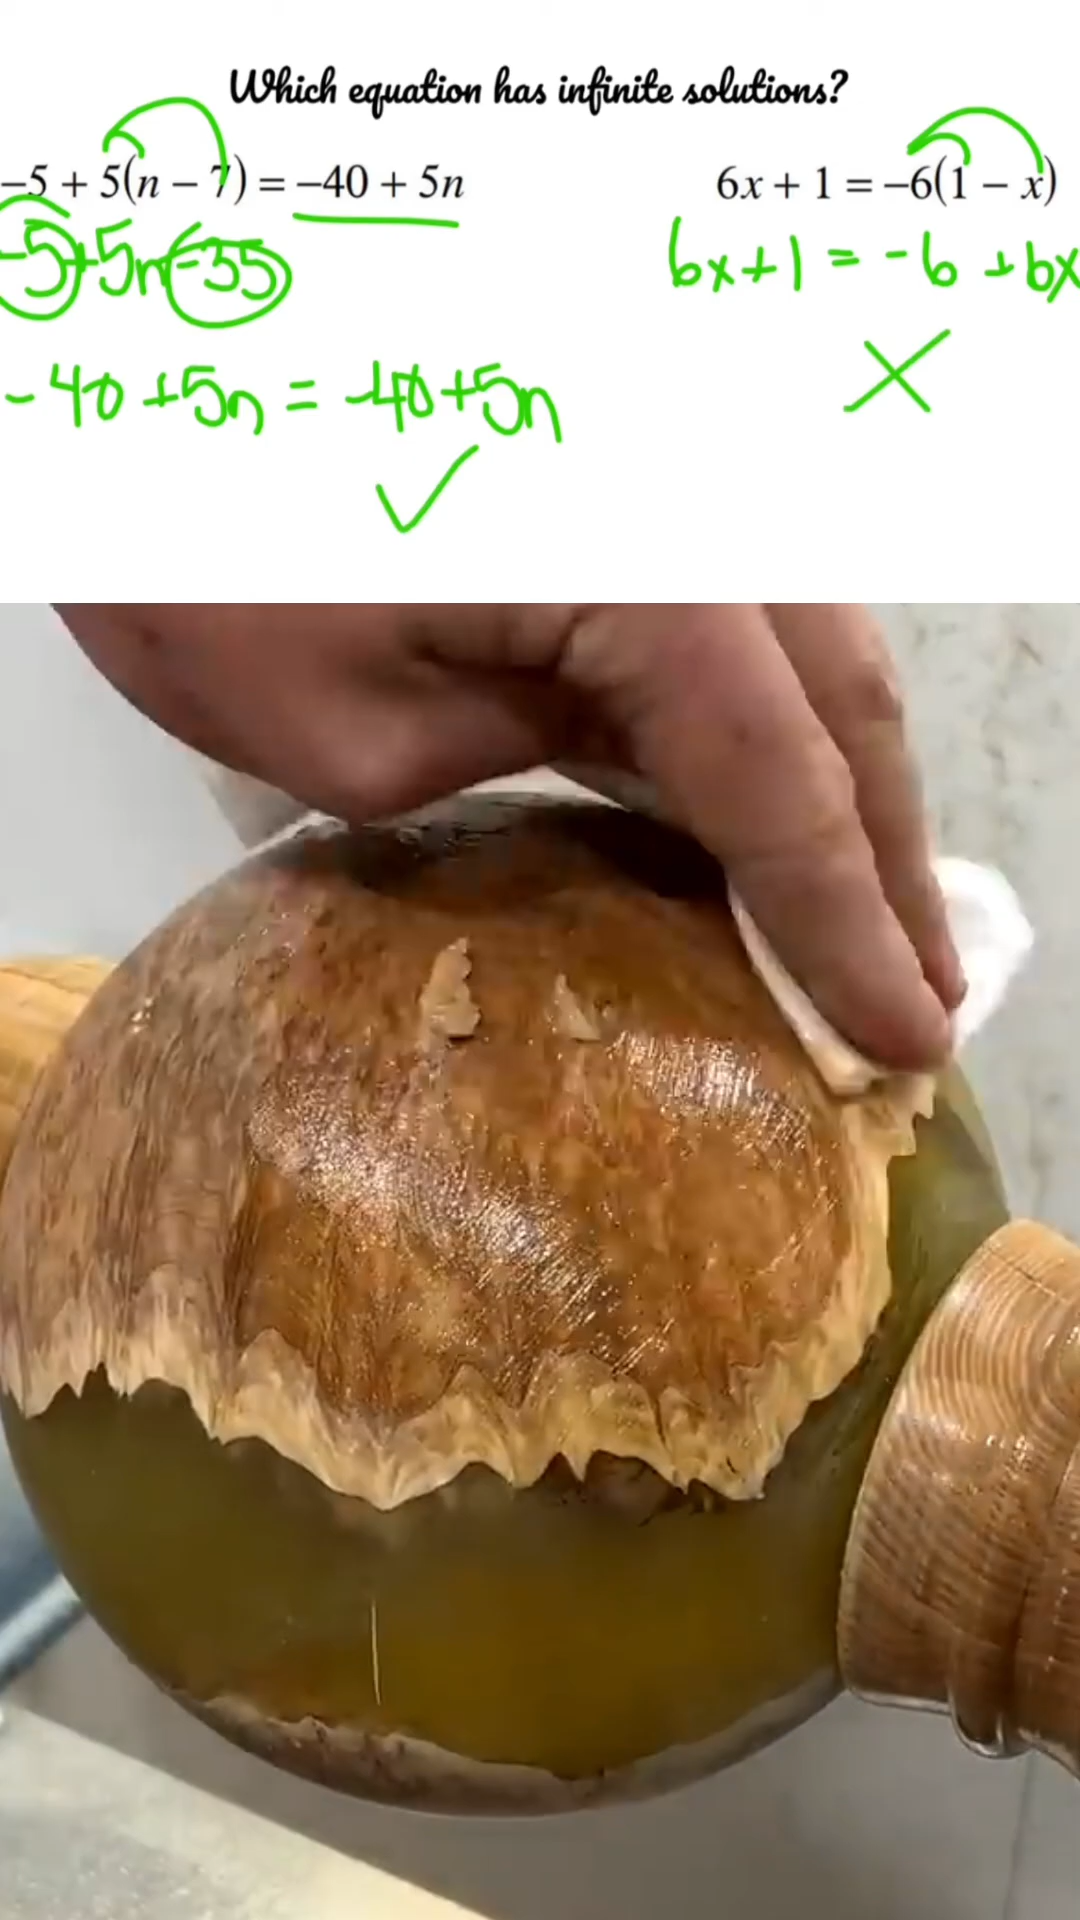 Which equation has infinite solutions?
−5 + 5(n − 7) = −40 + 5n
-5+5n-35
-40+5n = -40+5n
6x + 1 = −6(1 − x)
6x+1 = -6 +6x